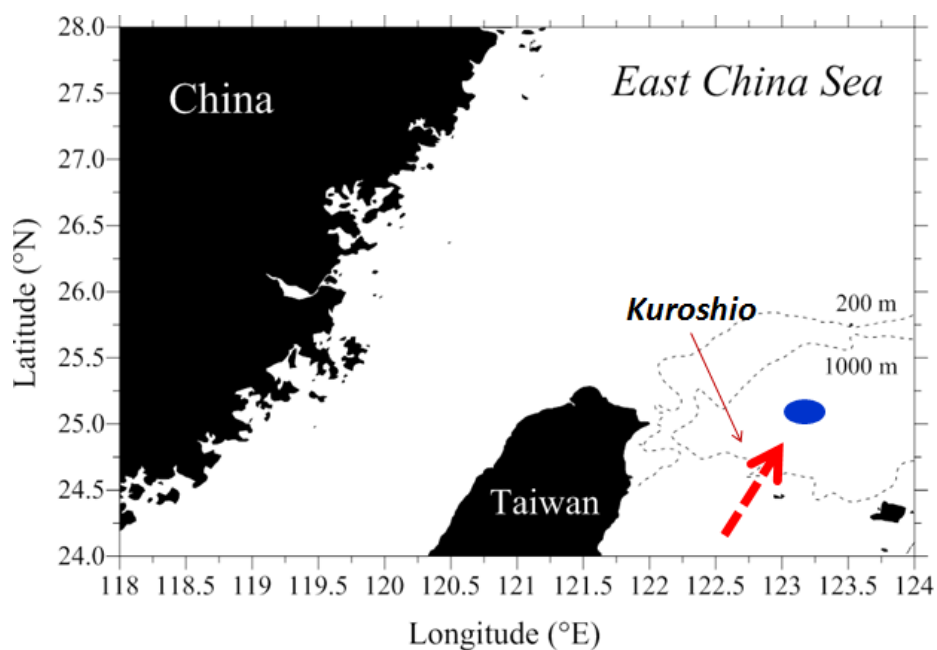 28.0
China
East China Sea
27.5
27.0
26.5
Latitude (°N)
26.0
200 m
Kuroshio
25.5
1000 m
25.0
24.5
Taiwan
24.0
118 118.5 119 119.5 120 120.5 121 121.5 122 122.5 123 123.5 124
Longitude (°E)